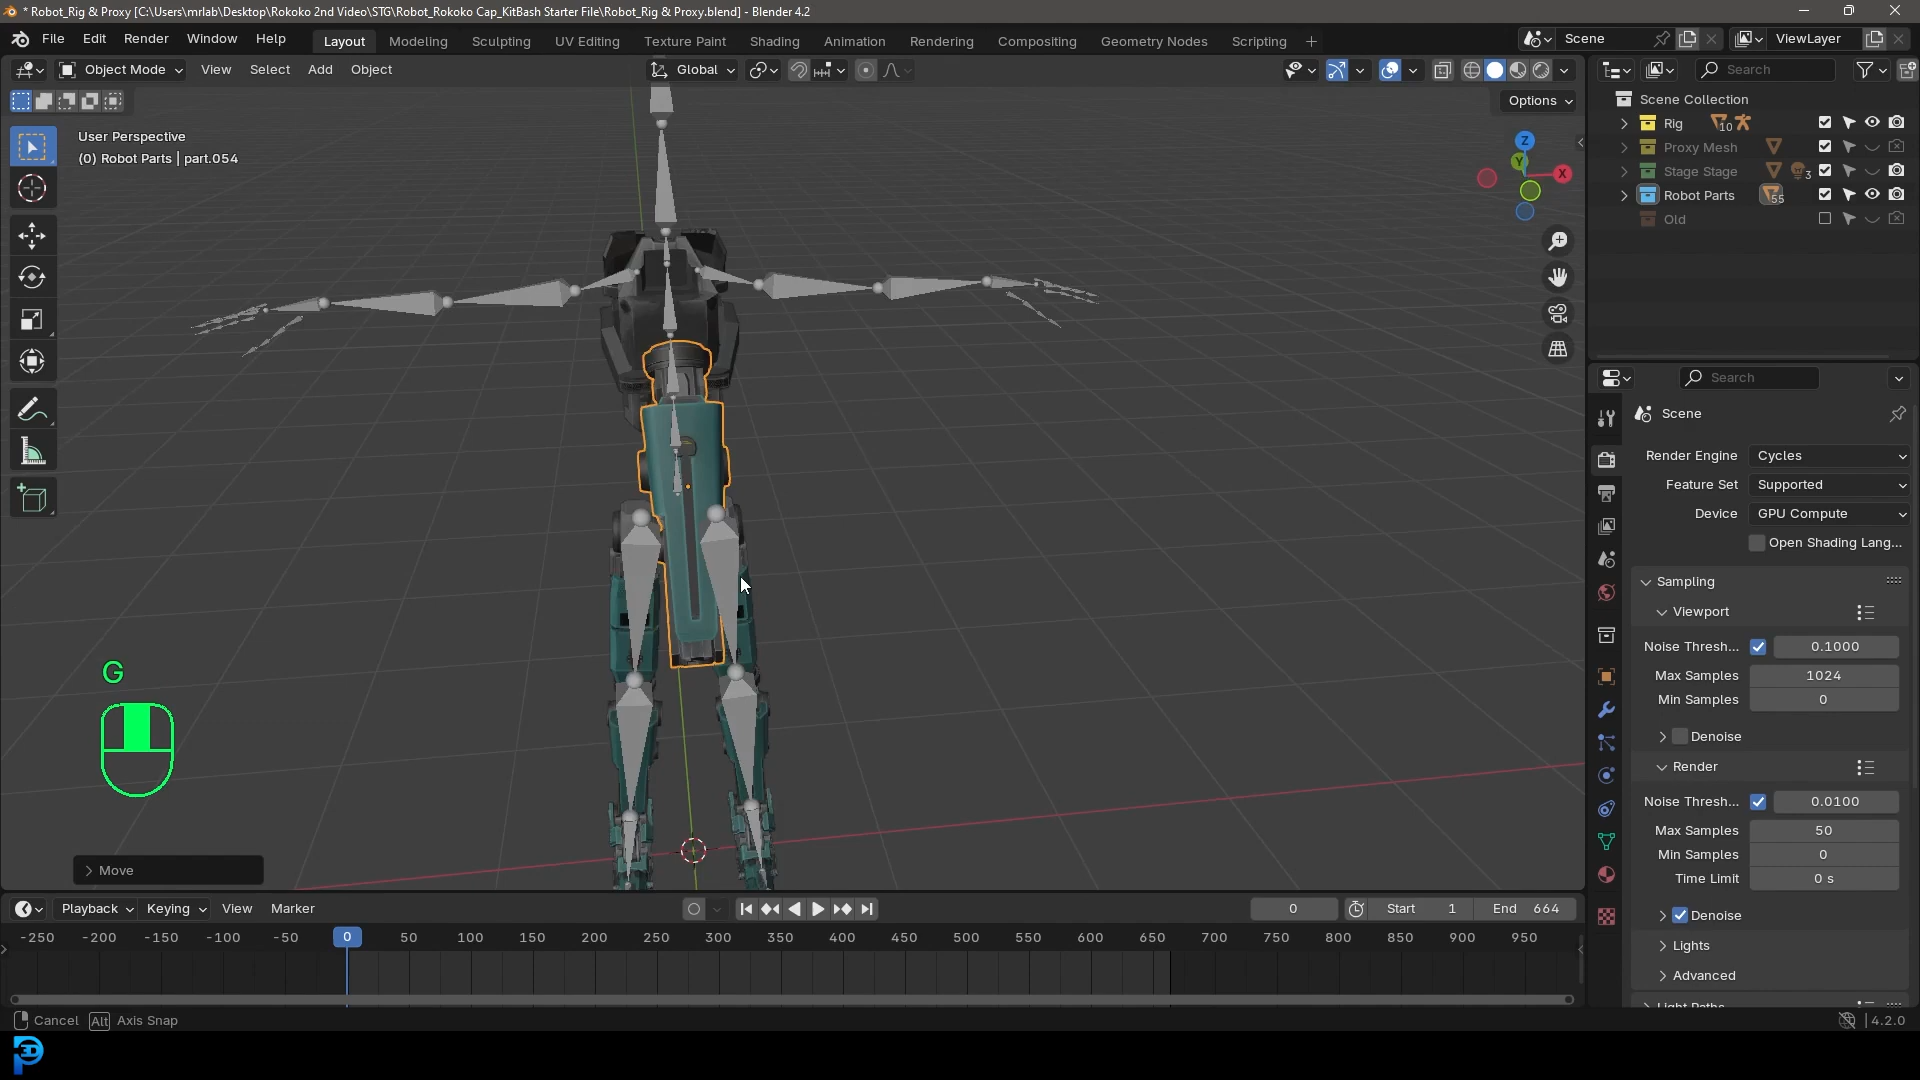 * Robot_Rig & Proxy [C:\Users\mrlab\Desktop\Rokoko 2nd Video\STG\Robot_Rokoko Cap_KitBash Starter File\Robot_Rig & Proxy.blend] - Blender 4.2
File Edit Render Window Help Layout Modeling Sculpting UV Editing Texture Paint Shading Animation Rendering Compositing Geometry Nodes Scripting + Scene ViewLayer
Object Mode View Select Add Object Global Search
Options
Scene Collection
User Perspective
(0) Robot Parts | part.054
Rig 10
Proxy Mesh
Stage Stage 3
Robot Parts 55
Old
Z
Y
X
Search
Scene
Render Engine Cycles
Feature Set Supported
Device GPU Compute
Open Shading Lang...
Sampling
Viewport
Noise Thresh... 0.1000
Max Samples 1024
Min Samples 0
Denoise
Render
Noise Thresh... 0.0100
Max Samples 50
Min Samples 0
Time Limit 0 s
Denoise
Lights
Advanced
Light Paths
G
Move
Playback Keying View Marker 0 Start 1 End 664
-250 -200 -150 -100 -50 0 50 100 150 200 250 300 350 400 450 500 550 600 650 700 750 800 850 900 950
Cancel Alt Axis Snap 4.2.0
3D